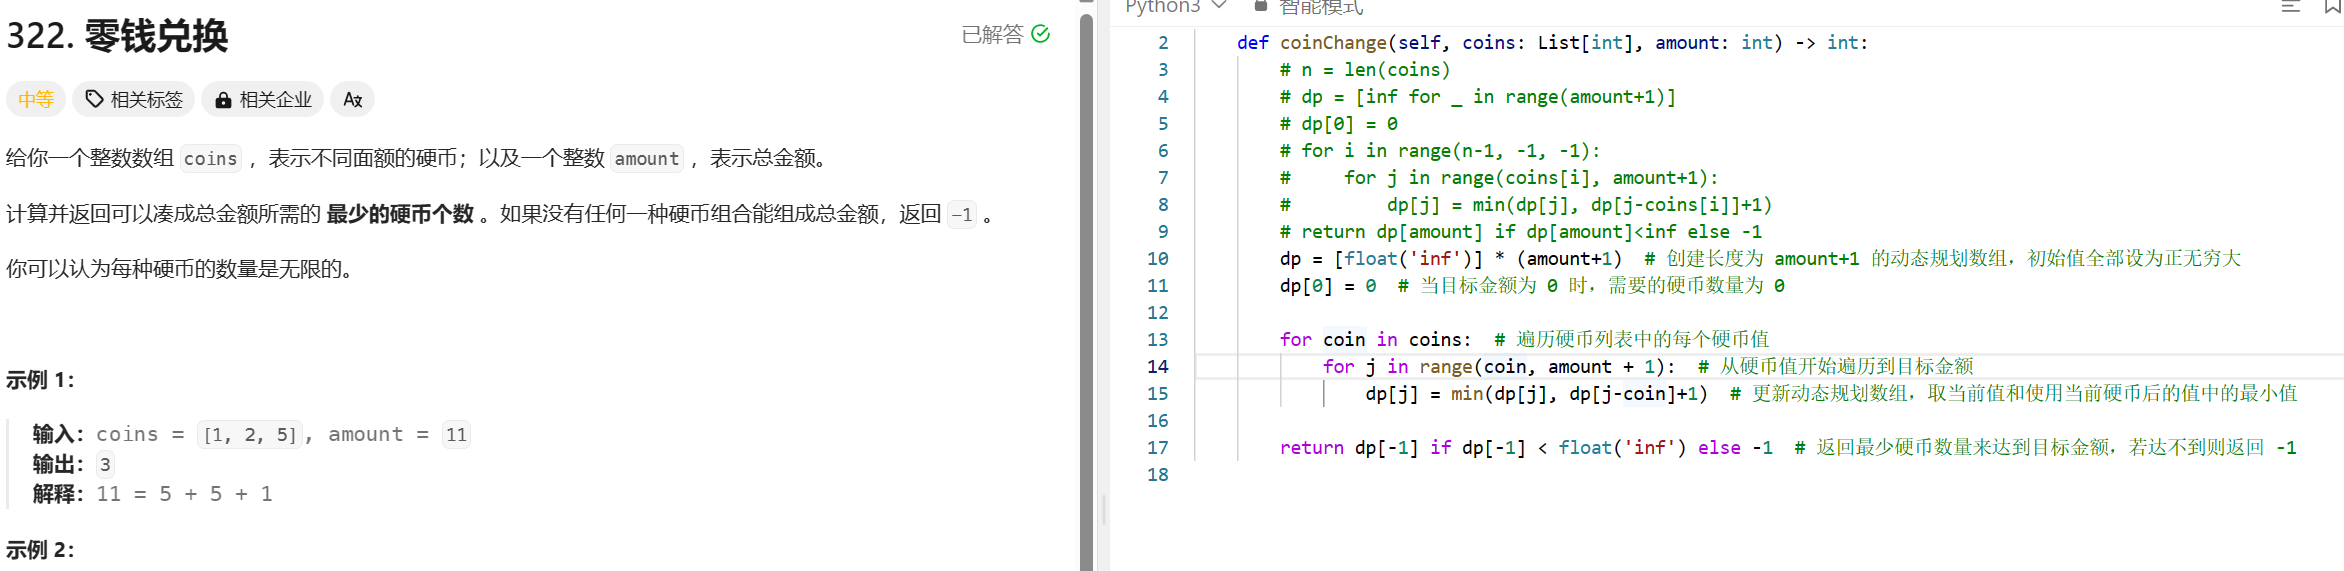 322. 零钱兑换
已解答
中等
相关标签
相关企业
给你一个整数数组 coins ，表示不同面额的硬币；以及一个整数 amount ，表示总金额。
计算并返回可以凑成总金额所需的 最少的硬币个数 。如果没有任何一种硬币组合能组成总金额，返回 -1 。
你可以认为每种硬币的数量是无限的。
示例 1：
输入：coins = [1, 2, 5], amount = 11
输出：3
解释：11 = 5 + 5 + 1
示例 2：
Python3
智能模式
2 def coinChange(self, coins: List[int], amount: int) -> int:
3 # n = len(coins)
4 # dp = [inf for _ in range(amount+1)]
5 # dp[0] = 0
6 # for i in range(n-1, -1, -1):
7 #     for j in range(coins[i], amount+1):
8 #         dp[j] = min(dp[j], dp[j-coins[i]]+1)
9 # return dp[amount] if dp[amount]<inf else -1
10 dp = [float('inf')] * (amount+1)  # 创建长度为 amount+1 的动态规划数组，初始值全部设为正无穷大
11 dp[0] = 0  # 当目标金额为 0 时，需要的硬币数量为 0
12
13 for coin in coins:  # 遍历硬币列表中的每个硬币值
14 for j in range(coin, amount + 1):  # 从硬币值开始遍历到目标金额
15 dp[j] = min(dp[j], dp[j-coin]+1)  # 更新动态规划数组，取当前值和使用当前硬币后的值中的最小值
16
17 return dp[-1] if dp[-1] < float('inf') else -1  # 返回最少硬币数量来达到目标金额，若达不到则返回 -1
18